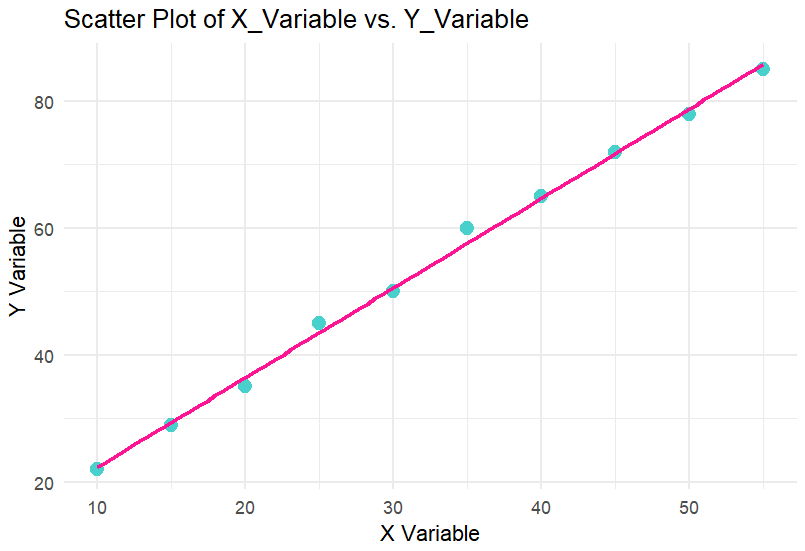 Scatter Plot of X_Variable vs. Y_Variable
Y Variable
80
60
40
20
10 20 30 40 50
X Variable